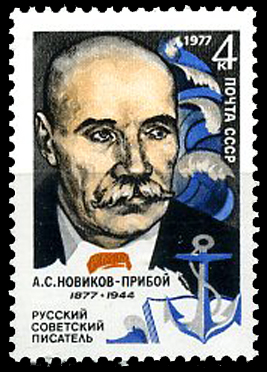 1977
4
К
ПОЧТА СССР
А.С.НОВИКОВ-ПРИБОЙ
1877·1944
РУССКИЙ
СОВЕТСКИЙ
ПИСАТЕЛЬ